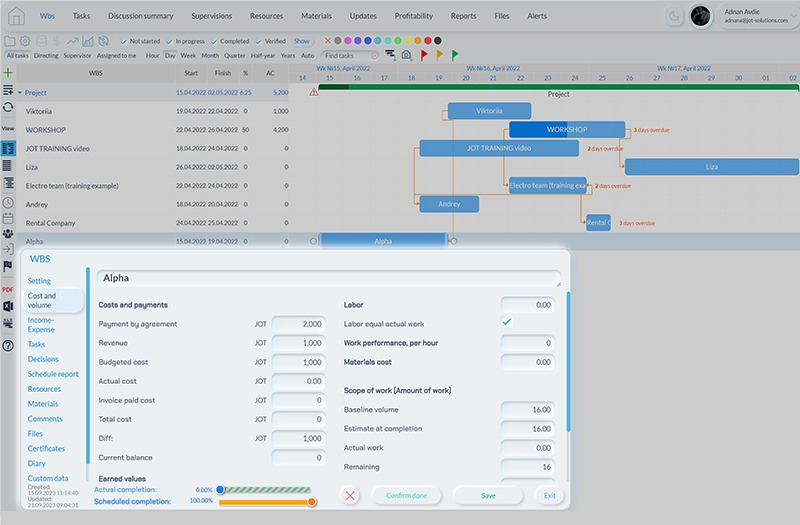 Wbs Tasks Discussion summary Supervisions Resources Materials Updates Profitability Reports Files Alerts
Adnan Avdic
adnana@jot-solutions.com
Not started In progress Completed Verified Show
All tasks Directing Supervisor Assigned to me Hour Day Week Month Quarter Half-year Years Auto Find tasks
WBS Start Finish % AC
Wk №15, April 2022 Wk №16, April 2022 Wk №17, April 2022
14 15 16 17 18 19 20 21 22 23 24 25 26 27 28 29 30 01 02
Project 15.04.2022 02.05.2022 6.25 5,200
Project
Viktoriia 19.04.2022 22.04.2022 0 1,000
Viktoriia
View
WORKSHOP 22.04.2022 26.04.2022 50 4,200
WORKSHOP 3 days overdue
JOT TRAINING video 18.04.2022 24.04.2022 0 0
JOT TRAINING video 2 days overdue
Liza 26.04.2022 02.05.2022 0 0
Liza
Electro team (training example) 22.04.2022 24.04.2022 0 0
Electro team (training exa 2 days overdue
Andrey 18.04.2022 20.04.2022 0 0
Andrey
Rental Company 24.04.2022 25.04.2022 0 0
Rental C 3 days overdue
Alpha 15.04.2022 19.04.2022 0 0
Alpha
PDF
WBS
Setting
Cost and
volume
Income-
Expense
Tasks
Decisions
Schedule report
Resources
Materials
Comments
Files
Certificates
Diary
Custom data
Created:
15.09.2023 11:14:40
Updated:
21.09.2023 09:04:31
Alpha
Costs and payments
Payment by agreement JOT 2,000
Revenue JOT 1,000
Budgeted cost JOT 1,000
Actual cost JOT 0.00
Invoice paid cost JOT 0
Total cost JOT 0
Diff: JOT 1,000
Current balance 0
Earned values
Actual completion: 0.00%
Scheduled completion: 100.00%
Labor 0.00
Labor equal actual work
Work performance, per hour 0
Materials cost 0.00
Scope of work (Amount of work)
Baseline volume 16.00
Estimate at completion 16.00
Actual work 0.00
Remaining 16
Confirm done Save Exit